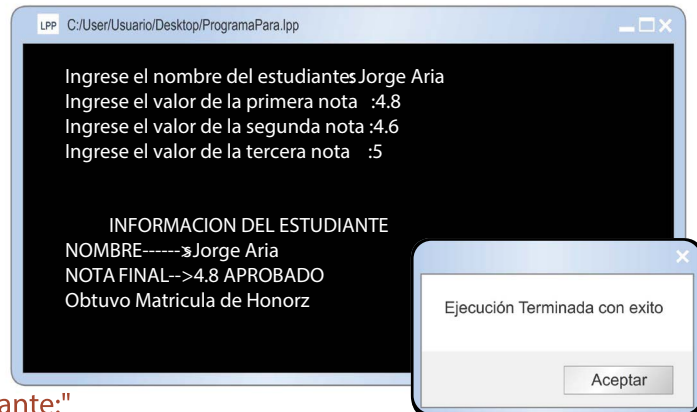 LPP C:/User/Usuario/Desktop/ProgramaPara.lpp
Ingrese el nombre del estudiantes Jorge Aria
Ingrese el valor de la primera nota :4.8
Ingrese el valor de la segunda nota :4.6
Ingrese el valor de la tercera nota :5
INFORMACION DEL ESTUDIANTE
NOMBRE------>sJorge Aria
NOTA FINAL-->4.8 APROBADO
Obtuvo Matricula de Honorz
Ejecución Terminada con exito
Aceptar
ante:"